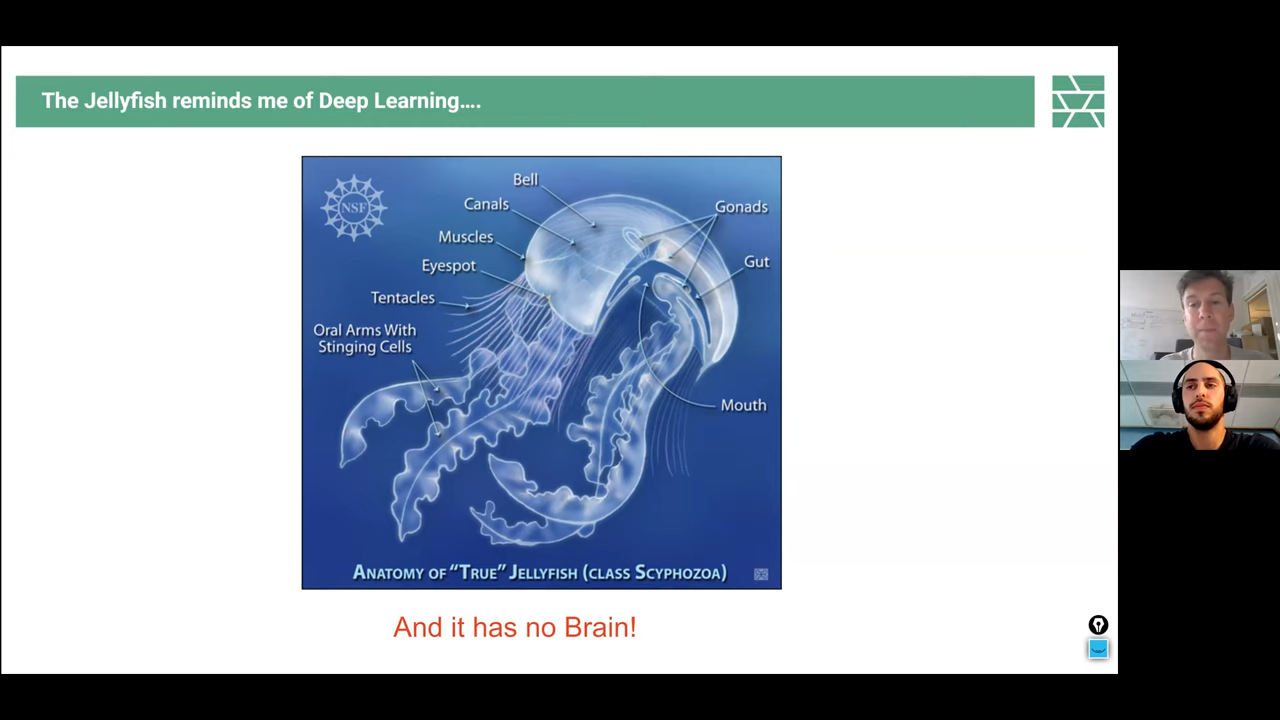 The Jellyfish reminds me of Deep Learning....
NSF
Bell
Canals
Muscles
Eyespot
Tentacles
Oral Arms With
Stinging Cells
Gonads
Gut
Mouth
ANATOMY OF "TRUE" JELLYFISH (CLASS SCYPHOZOA)
And it has no Brain!